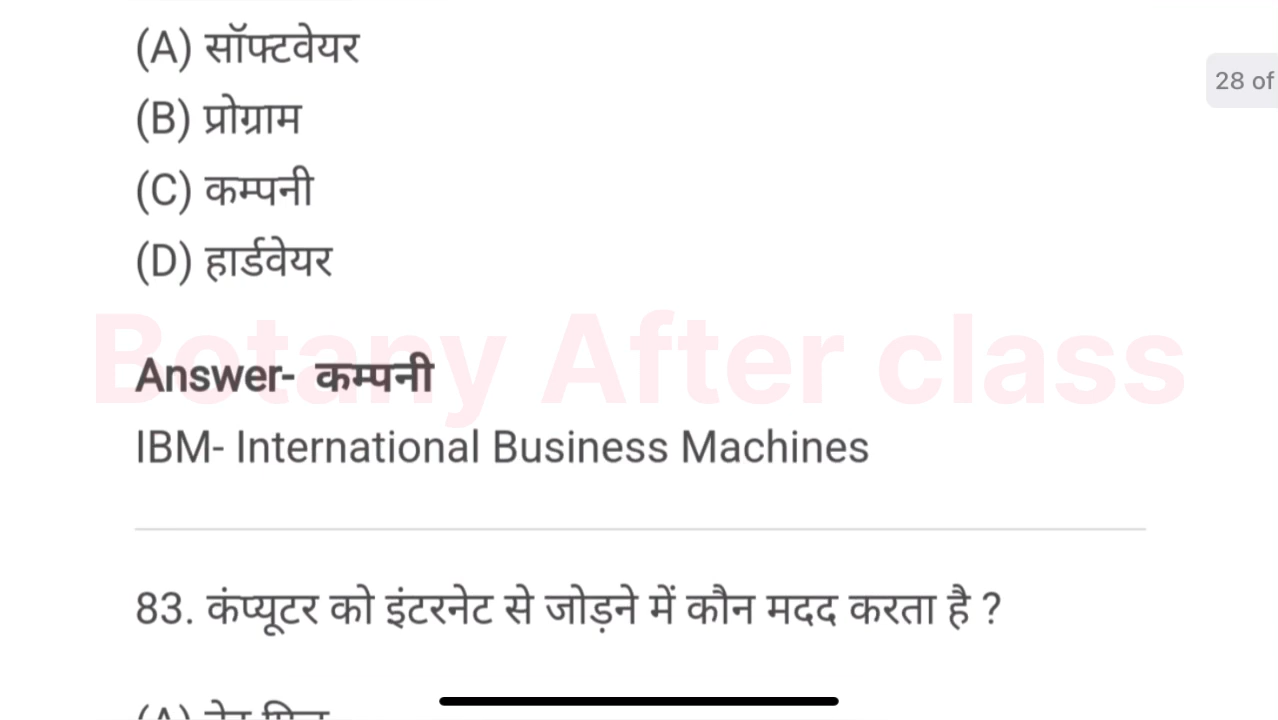 (A) सॉफ्टवेयर
28 of
(B) प्रोग्राम
(C) कम्पनी
(D) हार्डवेयर
Botany After class
Answer- कम्पनी
IBM- International Business Machines
83. कंप्यूटर को इंटरनेट से जोड़ने में कौन मदद करता है ?
(A)